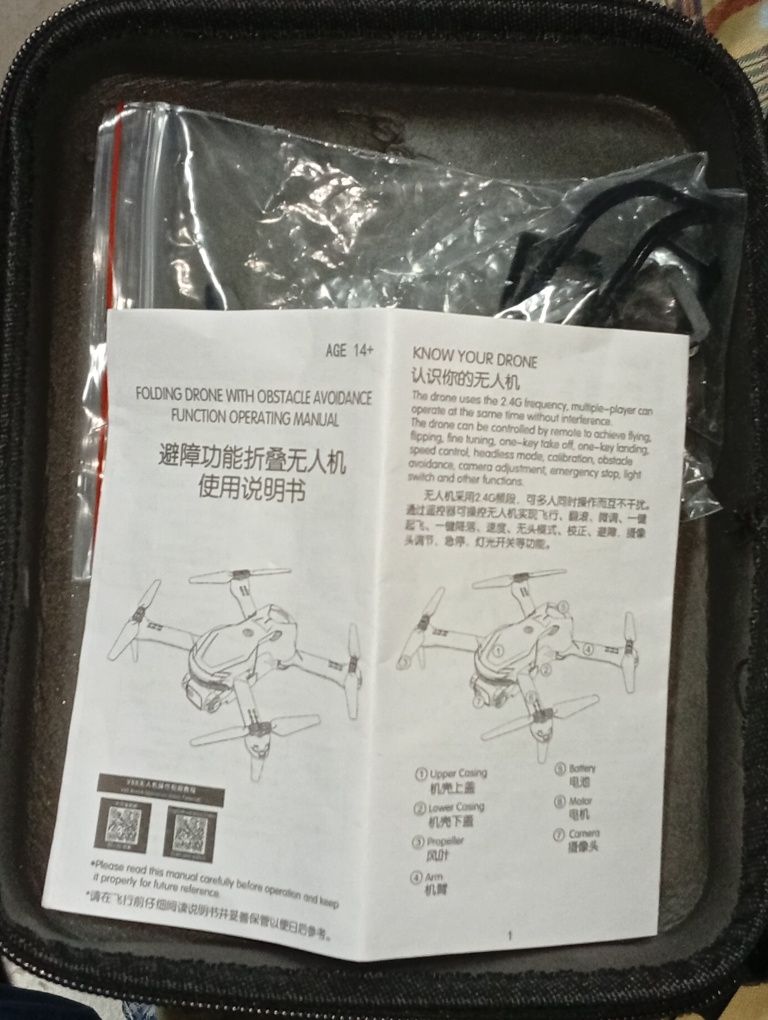 AGE 14+
FOLDING DRONE WITH OBSTACLE AVOIDANCE
FUNCTION OPERATING MANUAL
避障功能折叠无人机
使用说明书
*Please read this manual carefully before operation and keep
it properly for future reference.
*请在飞行前仔细阅读说明书并妥善保管以便日后参考。
KNOW YOUR DRONE
认识你的无人机
The drone uses the 2.4G frequency, multiple-player can
operate at the same time without interference.
The drone can be controlled by remote to achieve flying,
flipping, fine tuning, one-key take off, one-key landing,
speed control, headless mode, calibration, obstacle
avoidance, camera adjustment, emergency stop, light
switch and other functions.
无人机采用2.4G频段，可多人同时操作而互不干扰。
通过遥控器可操控无人机实现飞行、翻滚、微调、一键
起飞、一键降落、速度、无头模式、校正、避障、摄像
头调节、急停、灯光开关等功能。
① Upper Casing
机壳上盖
② Lower Casing
机壳下盖
③ Propeller
风叶
④ Arm
机臂
⑤ Battery
电池
⑥ Motor
电机
⑦ Camera
摄像头
1